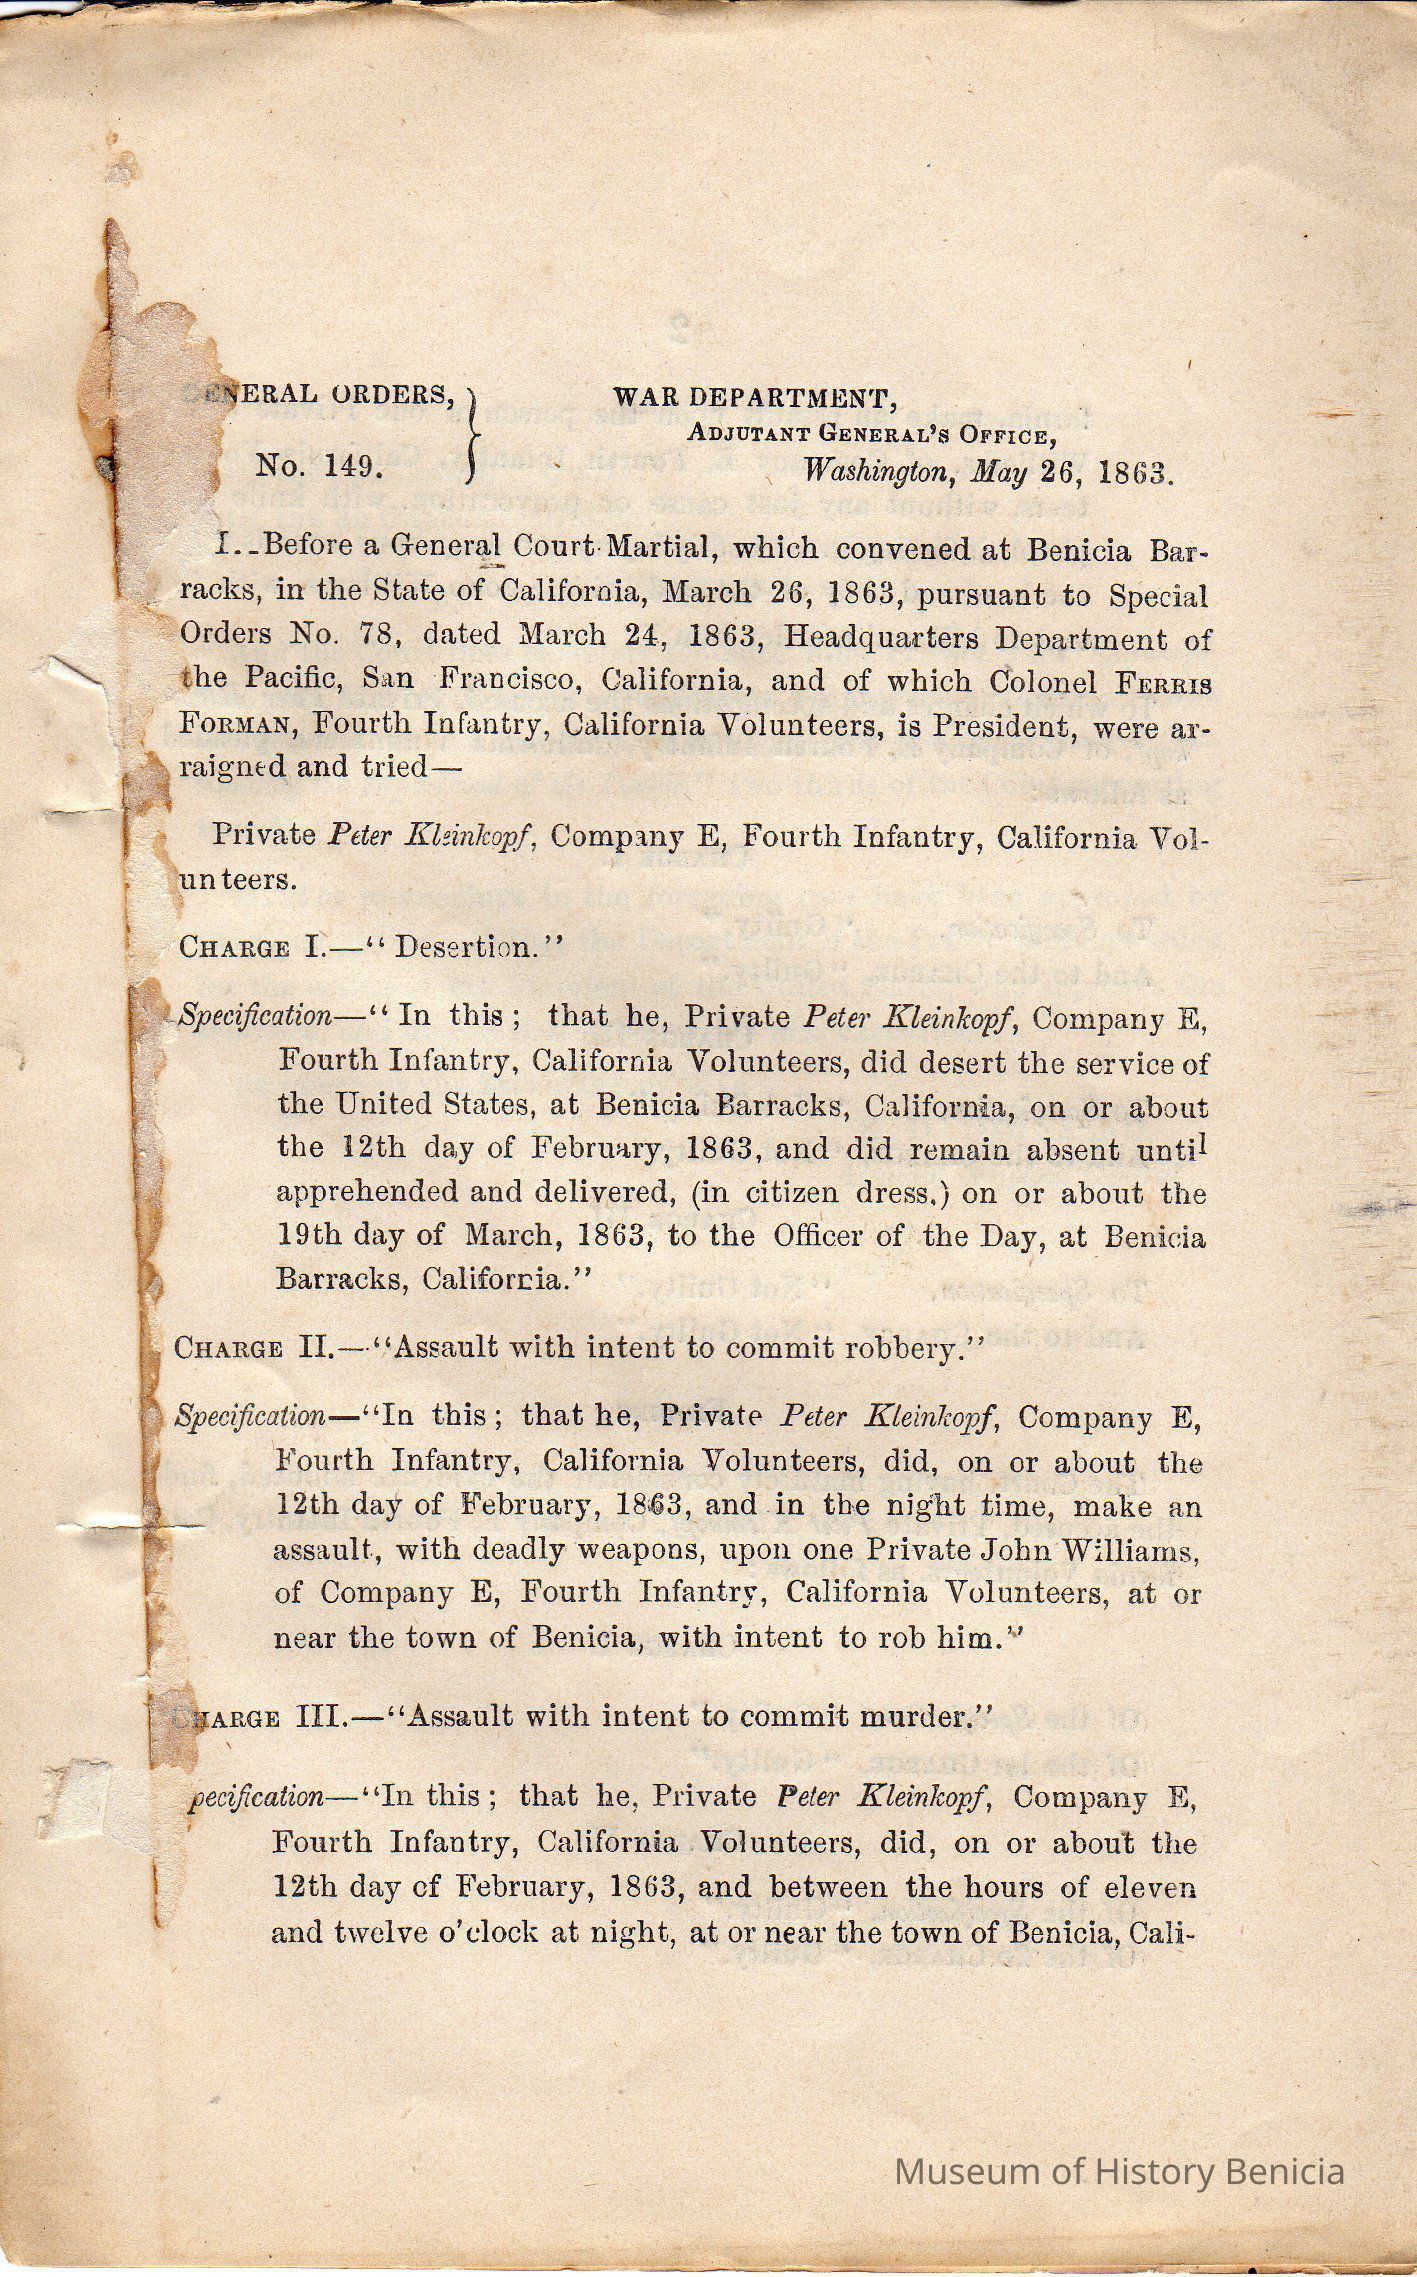 GENERAL ORDERS,
No. 149.
WAR DEPARTMENT,
ADJUTANT GENERAL'S OFFICE,
Washington, May 26, 1863.
I..Before a General Court-Martial, which convened at Benicia Bar-
racks, in the State of California, March 26, 1863, pursuant to Special
Orders No. 78, dated March 24, 1863, Headquarters Department of
the Pacific, San Francisco, California, and of which Colonel FERRIS
FORMAN, Fourth Infantry, California Volunteers, is President, were ar-
raigned and tried—
Private Peter Kleinkopf, Company E, Fourth Infantry, California Vol-
unteers.
CHARGE I.—“Desertion.”
Specification—“In this; that he, Private Peter Kleinkopf, Company E,
Fourth Infantry, California Volunteers, did desert the service of
the United States, at Benicia Barracks, California, on or about
the 12th day of February, 1863, and did remain absent until
apprehended and delivered, (in citizen dress,) on or about the
19th day of March, 1863, to the Officer of the Day, at Benicia
Barracks, California.”
CHARGE II.—“Assault with intent to commit robbery.”
Specification—“In this; that he, Private Peter Kleinkopf, Company E,
Fourth Infantry, California Volunteers, did, on or about the
12th day of February, 1863, and in the night time, make an
assault, with deadly weapons, upon one Private John Williams,
of Company E, Fourth Infantry, California Volunteers, at or
near the town of Benicia, with intent to rob him.”
CHARGE III.—“Assault with intent to commit murder.”
pecification—“In this; that he, Private Peter Kleinkopf, Company E,
Fourth Infantry, California Volunteers, did, on or about the
12th day of February, 1863, and between the hours of eleven
and twelve o'clock at night, at or near the town of Benicia, Cali-
Museum of History Benicia